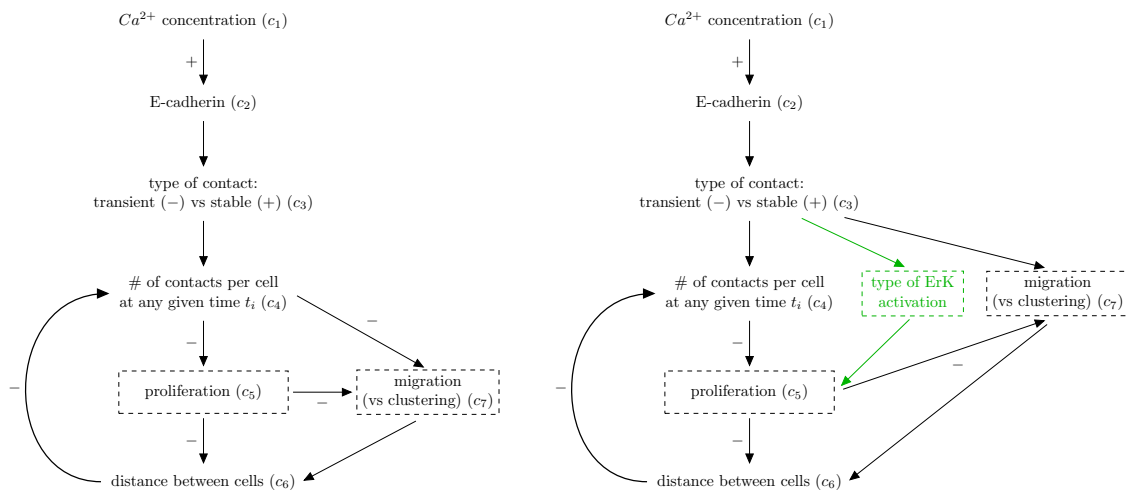 Ca²⁺ concentration (c₁)
+
E-cadherin (c₂)
type of contact:
transient (−) vs stable (+) (c₃)
# of contacts per cell
at any given time tᵢ (c₄)
−
−
−
proliferation (c₅)
−
migration
(vs clustering) (c₇)
−
distance between cells (c₆)
Ca²⁺ concentration (c₁)
+
E-cadherin (c₂)
type of contact:
transient (−) vs stable (+) (c₃)
# of contacts per cell
at any given time tᵢ (c₄)
type of ErK
activation
migration
(vs clustering) (c₇)
−
−
−
proliferation (c₅)
−
distance between cells (c₆)